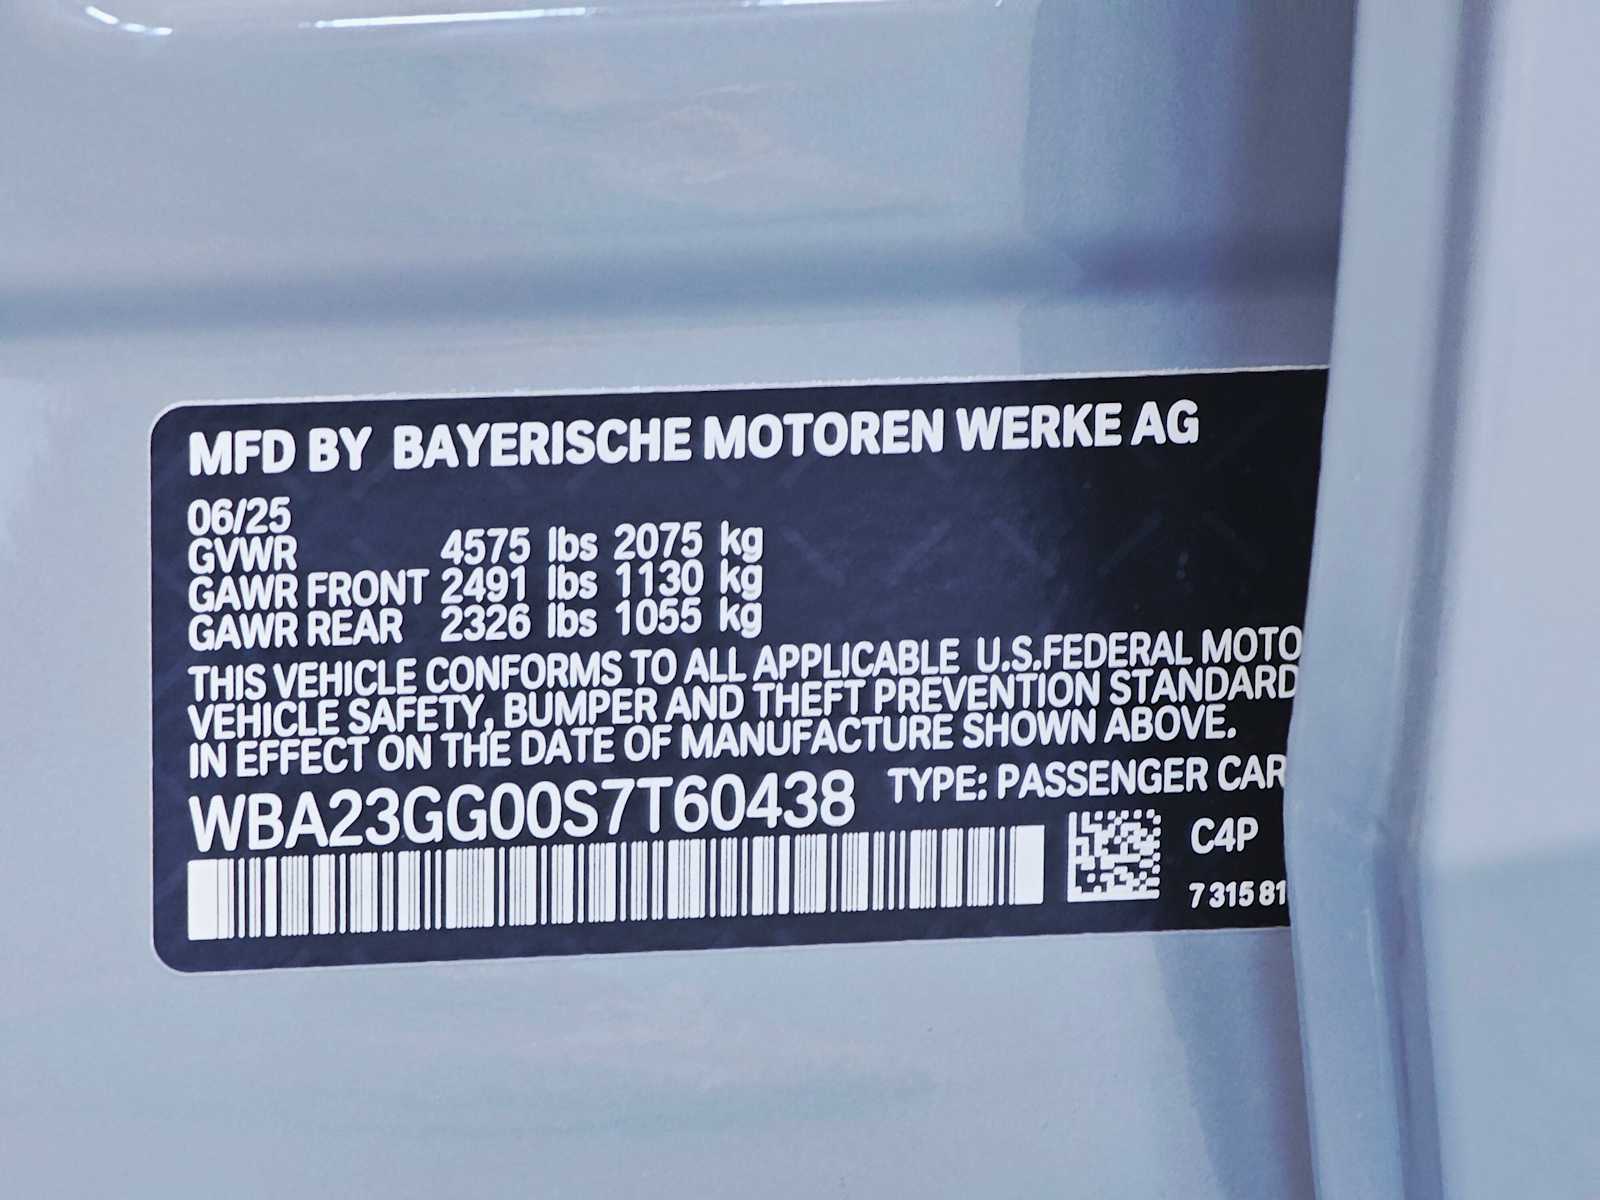 MFD BY BAYERISCHE MOTOREN WERKE AG
06/25
GVWR 4575 lbs 2075 kg
GAWR FRONT 2491 lbs 1130 kg
GAWR REAR 2326 lbs 1055 kg
THIS VEHICLE CONFORMS TO ALL APPLICABLE U.S.FEDERAL MOTO
VEHICLE SAFETY, BUMPER AND THEFT PREVENTION STANDARD
IN EFFECT ON THE DATE OF MANUFACTURE SHOWN ABOVE.
WBA23GG00S7T60438 TYPE: PASSENGER CAR
C4P
7 315 81